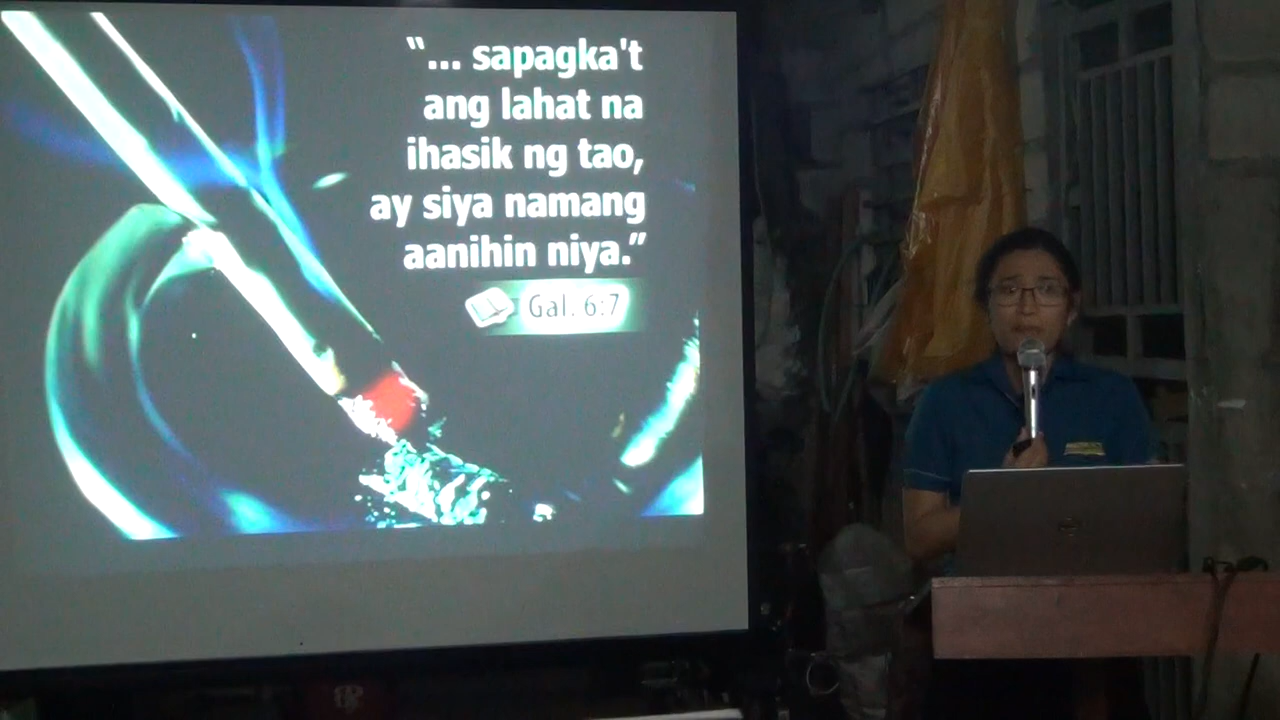 “... sapagka't
ang lahat na
ihasik ng tao,
ay siya namang
aanihin niya.”
Gal. 6:7